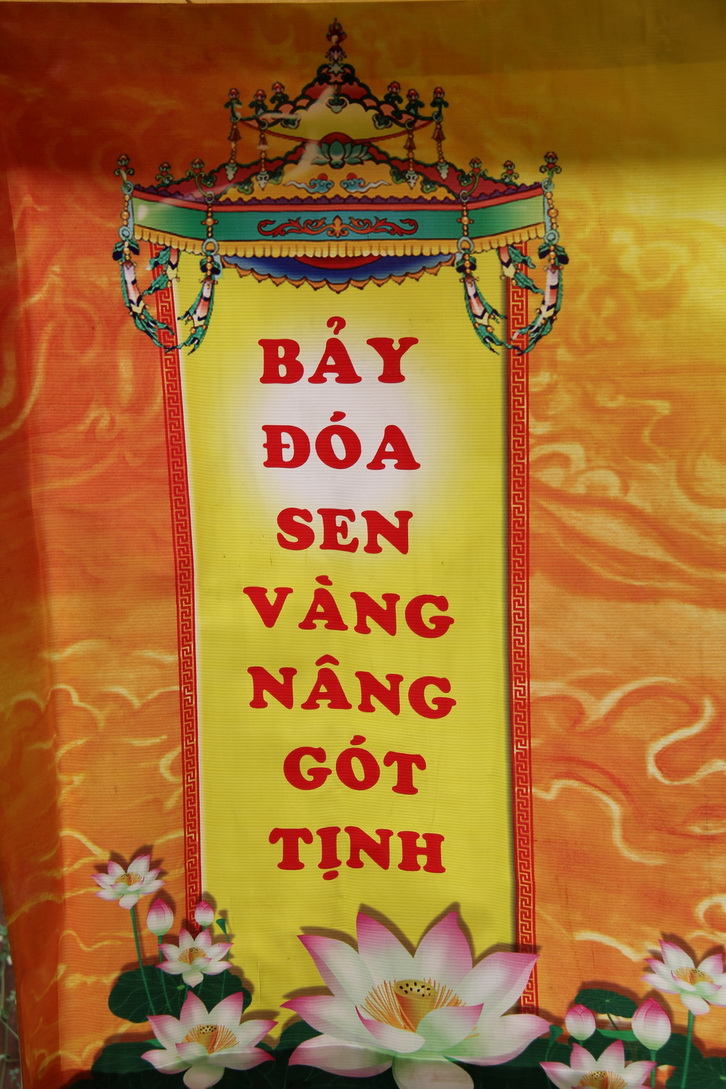 BẢY
ĐÓA
SEN
VÀNG
NÂNG
GÓT
TỊNH